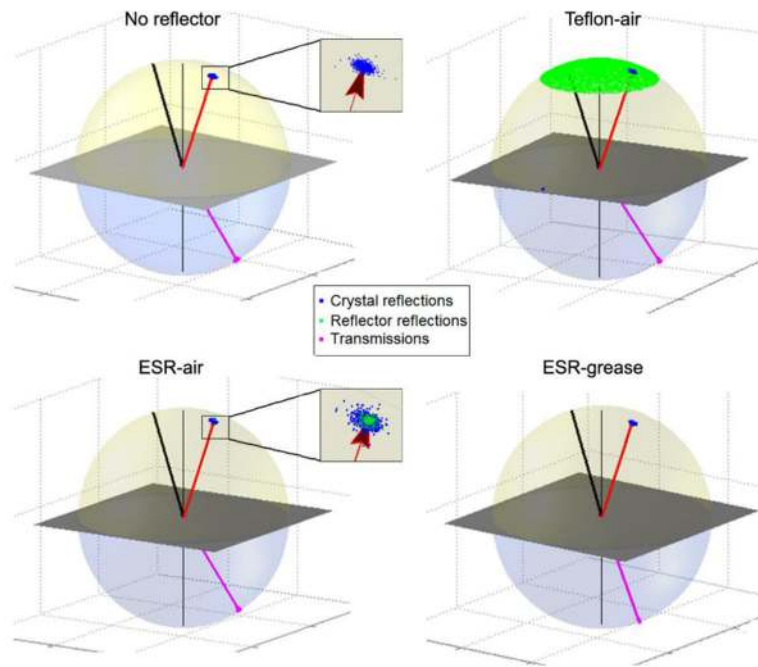 No reflector
Teflon-air
Crystal reflections
Reflector reflections
Transmissions
ESR-air
ESR-grease